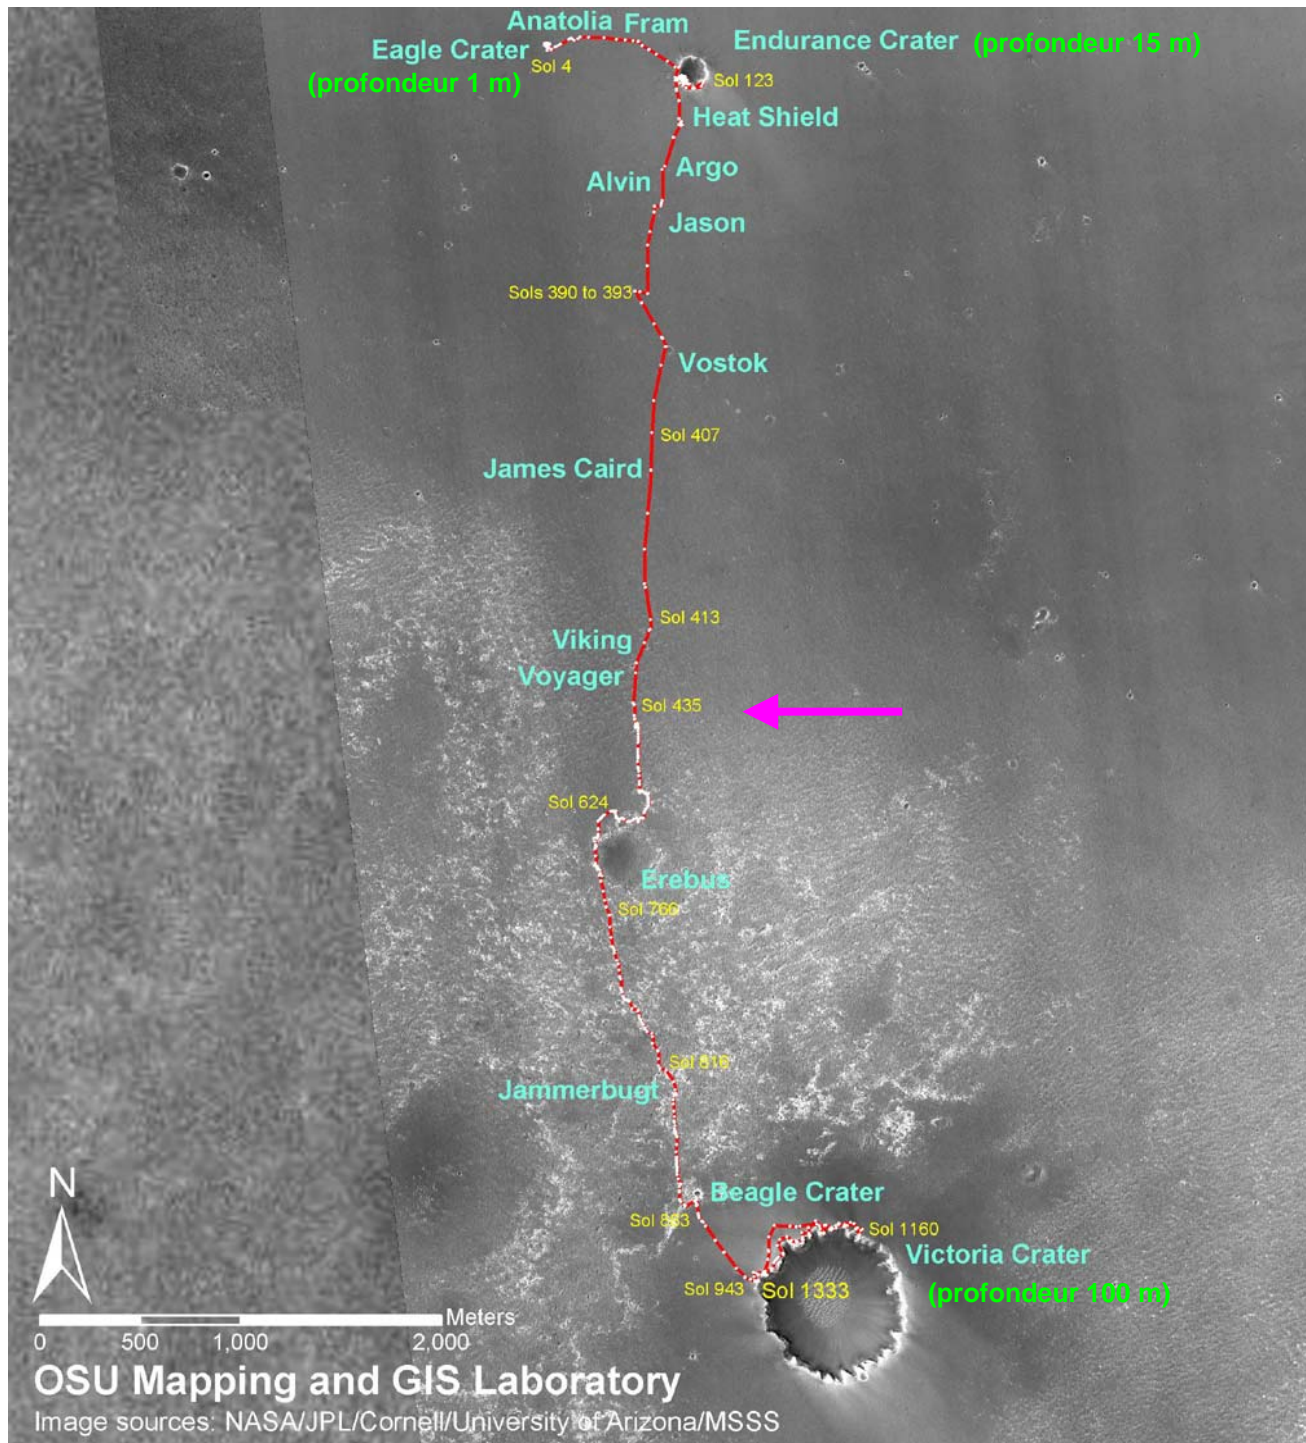 Anatolia Fram
Eagle Crater
Endurance Crater (profondeur 15 m)
Sol 4
(profondeur 1 m)
Sol 123
Heat Shield
Argo
Alvin
Jason
Sols 390 to 393
Vostok
Sol 407
James Caird
Sol 413
Viking
Voyager
Sol 435
Sol 624
Erebus
Sol 766
Sol 816
Jammerbugt
N
Beagle Crater
Sol 883
Sol 1160
Victoria Crater
Sol 943
Sol 1333
(profondeur 100 m)
Meters
0 500 1,000 2,000
OSU Mapping and GIS Laboratory
Image sources: NASA/JPL/Cornell/University of Arizona/MSSS